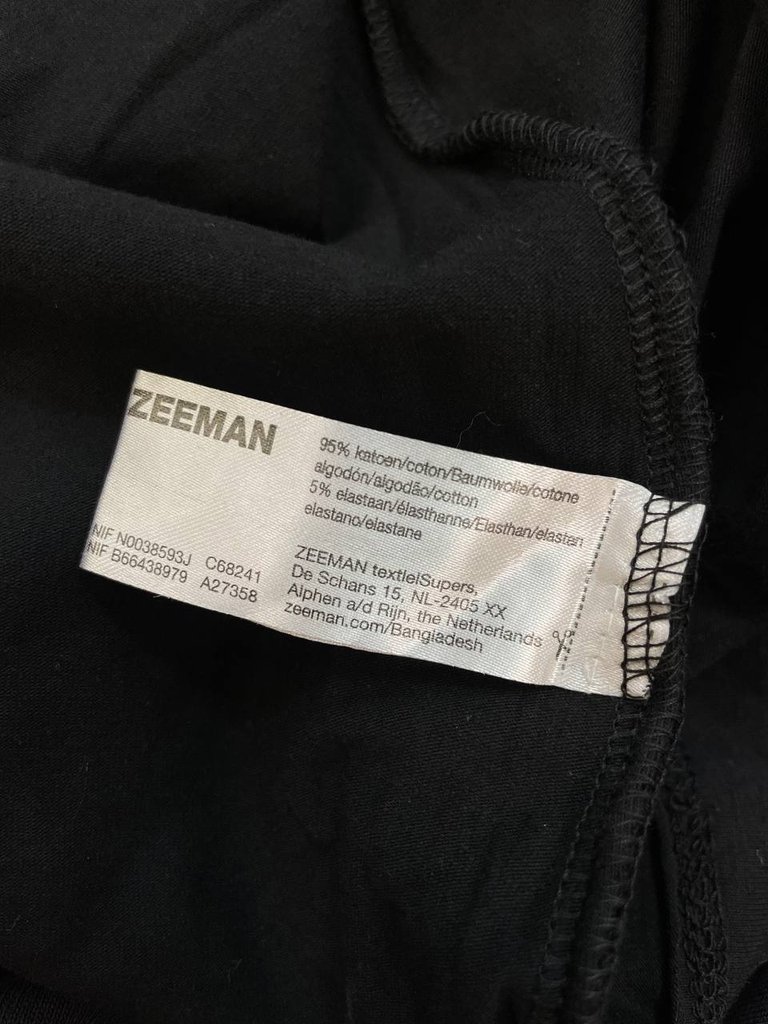 ZEEMAN
95% katoen/coton/Baumwolle/cotone
algodón/algodão/cotton
5% elastaan/élasthanne/Elasthan/elastan
elastano/elastane
NIF N0038593J C68241
NIF B66438979 A27358
ZEEMAN textielSupers,
De Schans 15, NL-2405 XX
Alphen a/d Rijn, the Netherlands
zeeman.com/Bangladesh